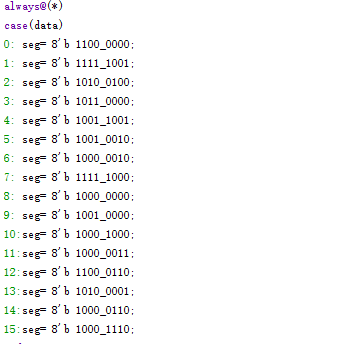 always@(*)
case(data)
0: seg= 8'b 1100_0000;
1: seg= 8'b 1111_1001;
2: seg= 8'b 1010_0100;
3: seg= 8'b 1011_0000;
4: seg= 8'b 1001_1001;
5: seg= 8'b 1001_0010;
6: seg= 8'b 1000_0010;
7: seg= 8'b 1111_1000;
8: seg= 8'b 1000_0000;
9: seg= 8'b 1001_0000;
10:seg= 8'b 1000_1000;
11:seg= 8'b 1000_0011;
12:seg= 8'b 1100_0110;
13:seg= 8'b 1010_0001;
14:seg= 8'b 1000_0110;
15:seg= 8'b 1000_1110;